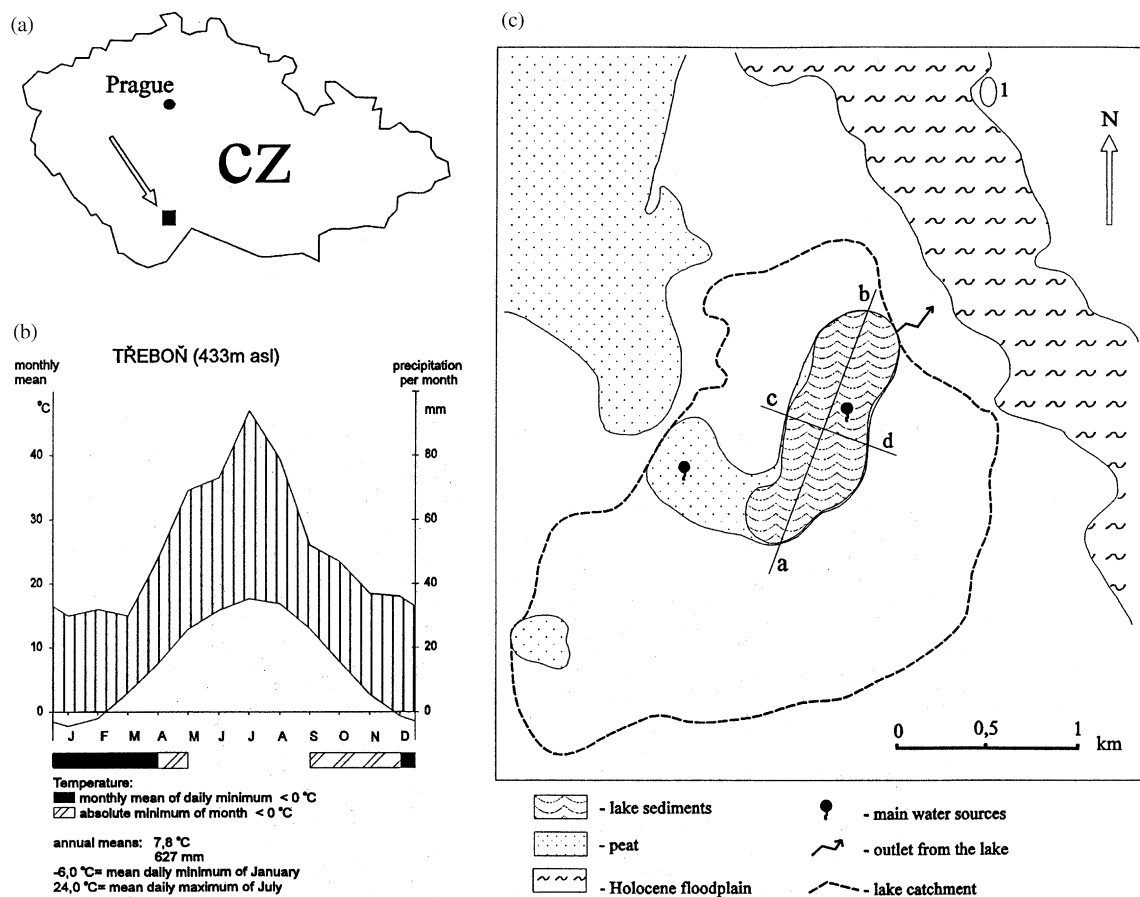 (a)
Prague
CZ
(b)
TŘEBOŇ (433m asl)
monthly
mean
precipitation
per month
°C
mm
40
80
30
60
20
40
10
20
0
0
J F M A M J J A S O N D
Temperature:
monthly mean of daily minimum < 0 °C
absolute minimum of month < 0 °C
annual means: 7,8 °C
627 mm
-6,0 °C= mean daily minimum of January
24,0 °C= mean daily maximum of July
(c)
1
N
b
c
d
a
0 0,5 1
km
- lake sediments
- peat
- Holocene floodplain
- main water sources
- outlet from the lake
- lake catchment